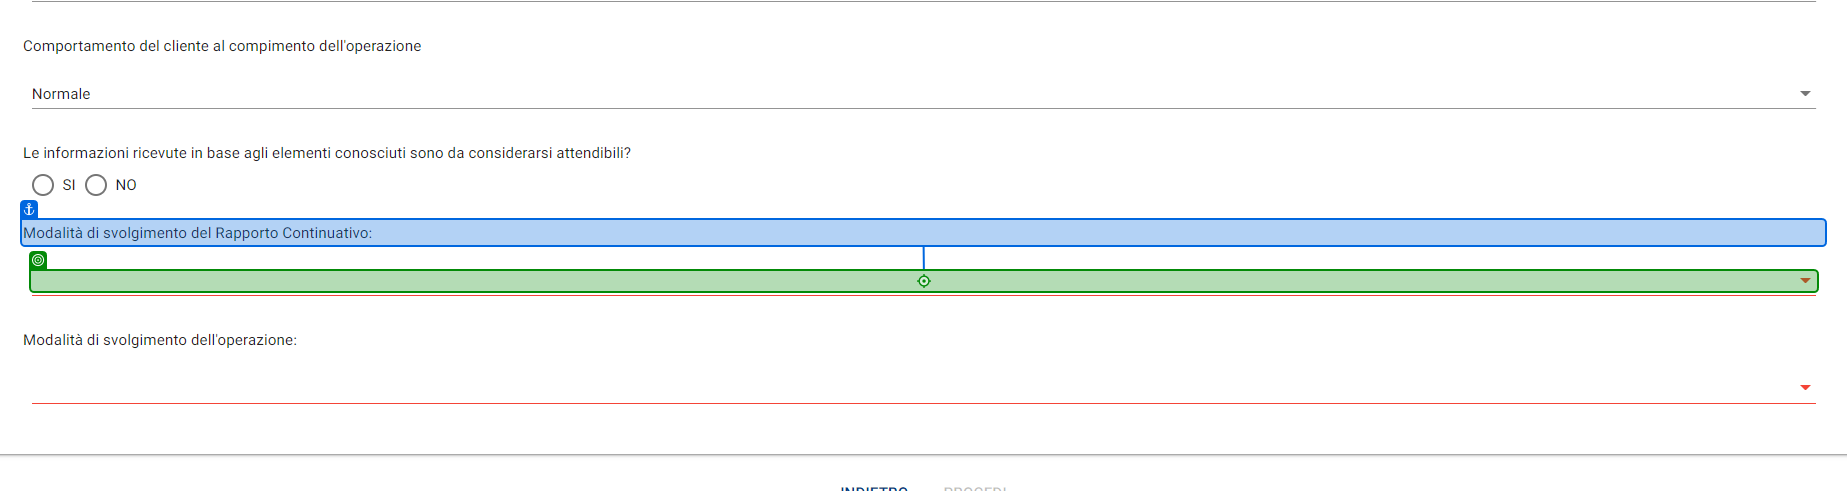 Comportamento del cliente al compimento dell'operazione
Normale
Le informazioni ricevute in base agli elementi conosciuti sono da considerarsi attendibili?
SI NO
Modalità di svolgimento del Rapporto Continuativo:
Modalità di svolgimento dell'operazione:
INDIETRO PROCEDI